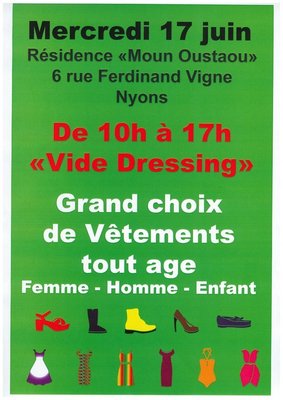 Mercredi 17 juin
Résidence «Moun Oustaou»
6 rue Ferdinand Vigne
Nyons
De 10h à 17h
«Vide Dressing»
Grand choix
de Vêtements
tout age
Femme - Homme - Enfant